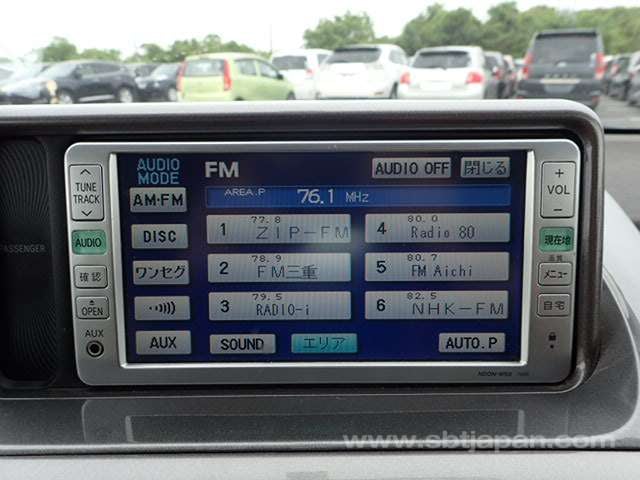 PASSENGER
TUNE
TRACK
AUDIO
確認
OPEN
AUX
AUDIO
MODE
FM
AUDIO OFF
閉じる
AREA.P
76.1 MHz
AM・FM
DISC
ワンセグ
AUX
77.8
1 ZIP-FM
80.0
4 Radio 80
78.9
2 FM三重
80.7
5 FM Aichi
79.5
3 RADIO-i
82.5
6 NHK-FM
SOUND
エリア
AUTO.P
+
VOL
-
現在地
画質
メニュー
自宅
www.sbtjapan.com